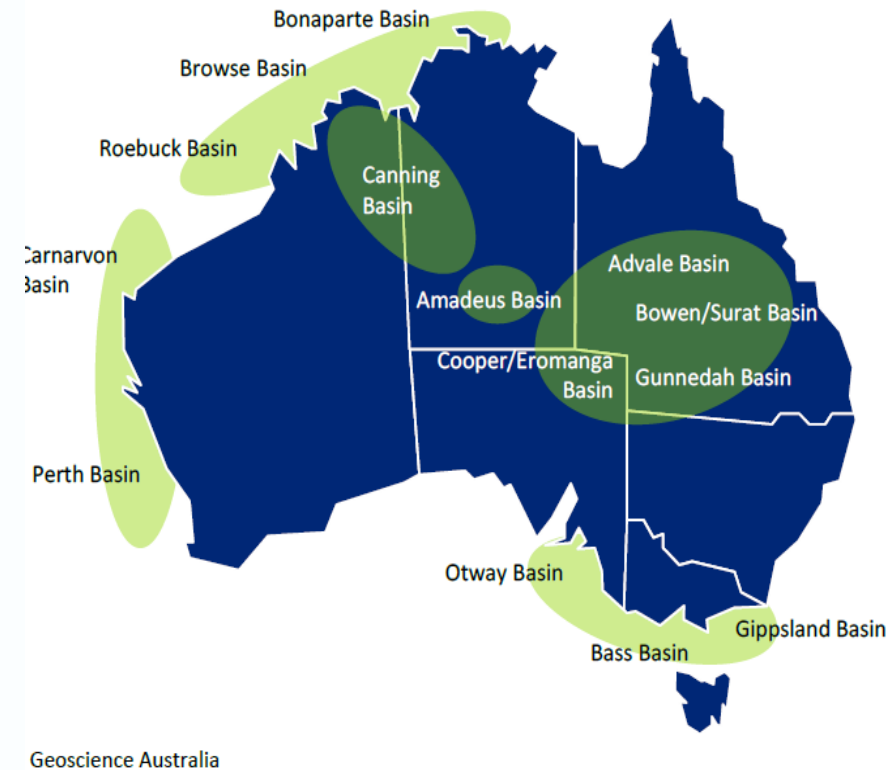 Bonaparte Basin
Browse Basin
Roebuck Basin
Canning
Basin
Carnarvon
Basin
Advale Basin
Amadeus Basin
Bowen/Surat Basin
Cooper/Eromanga
Basin
Gunnedah Basin
Perth Basin
Otway Basin
Gippsland Basin
Bass Basin
Geoscience Australia